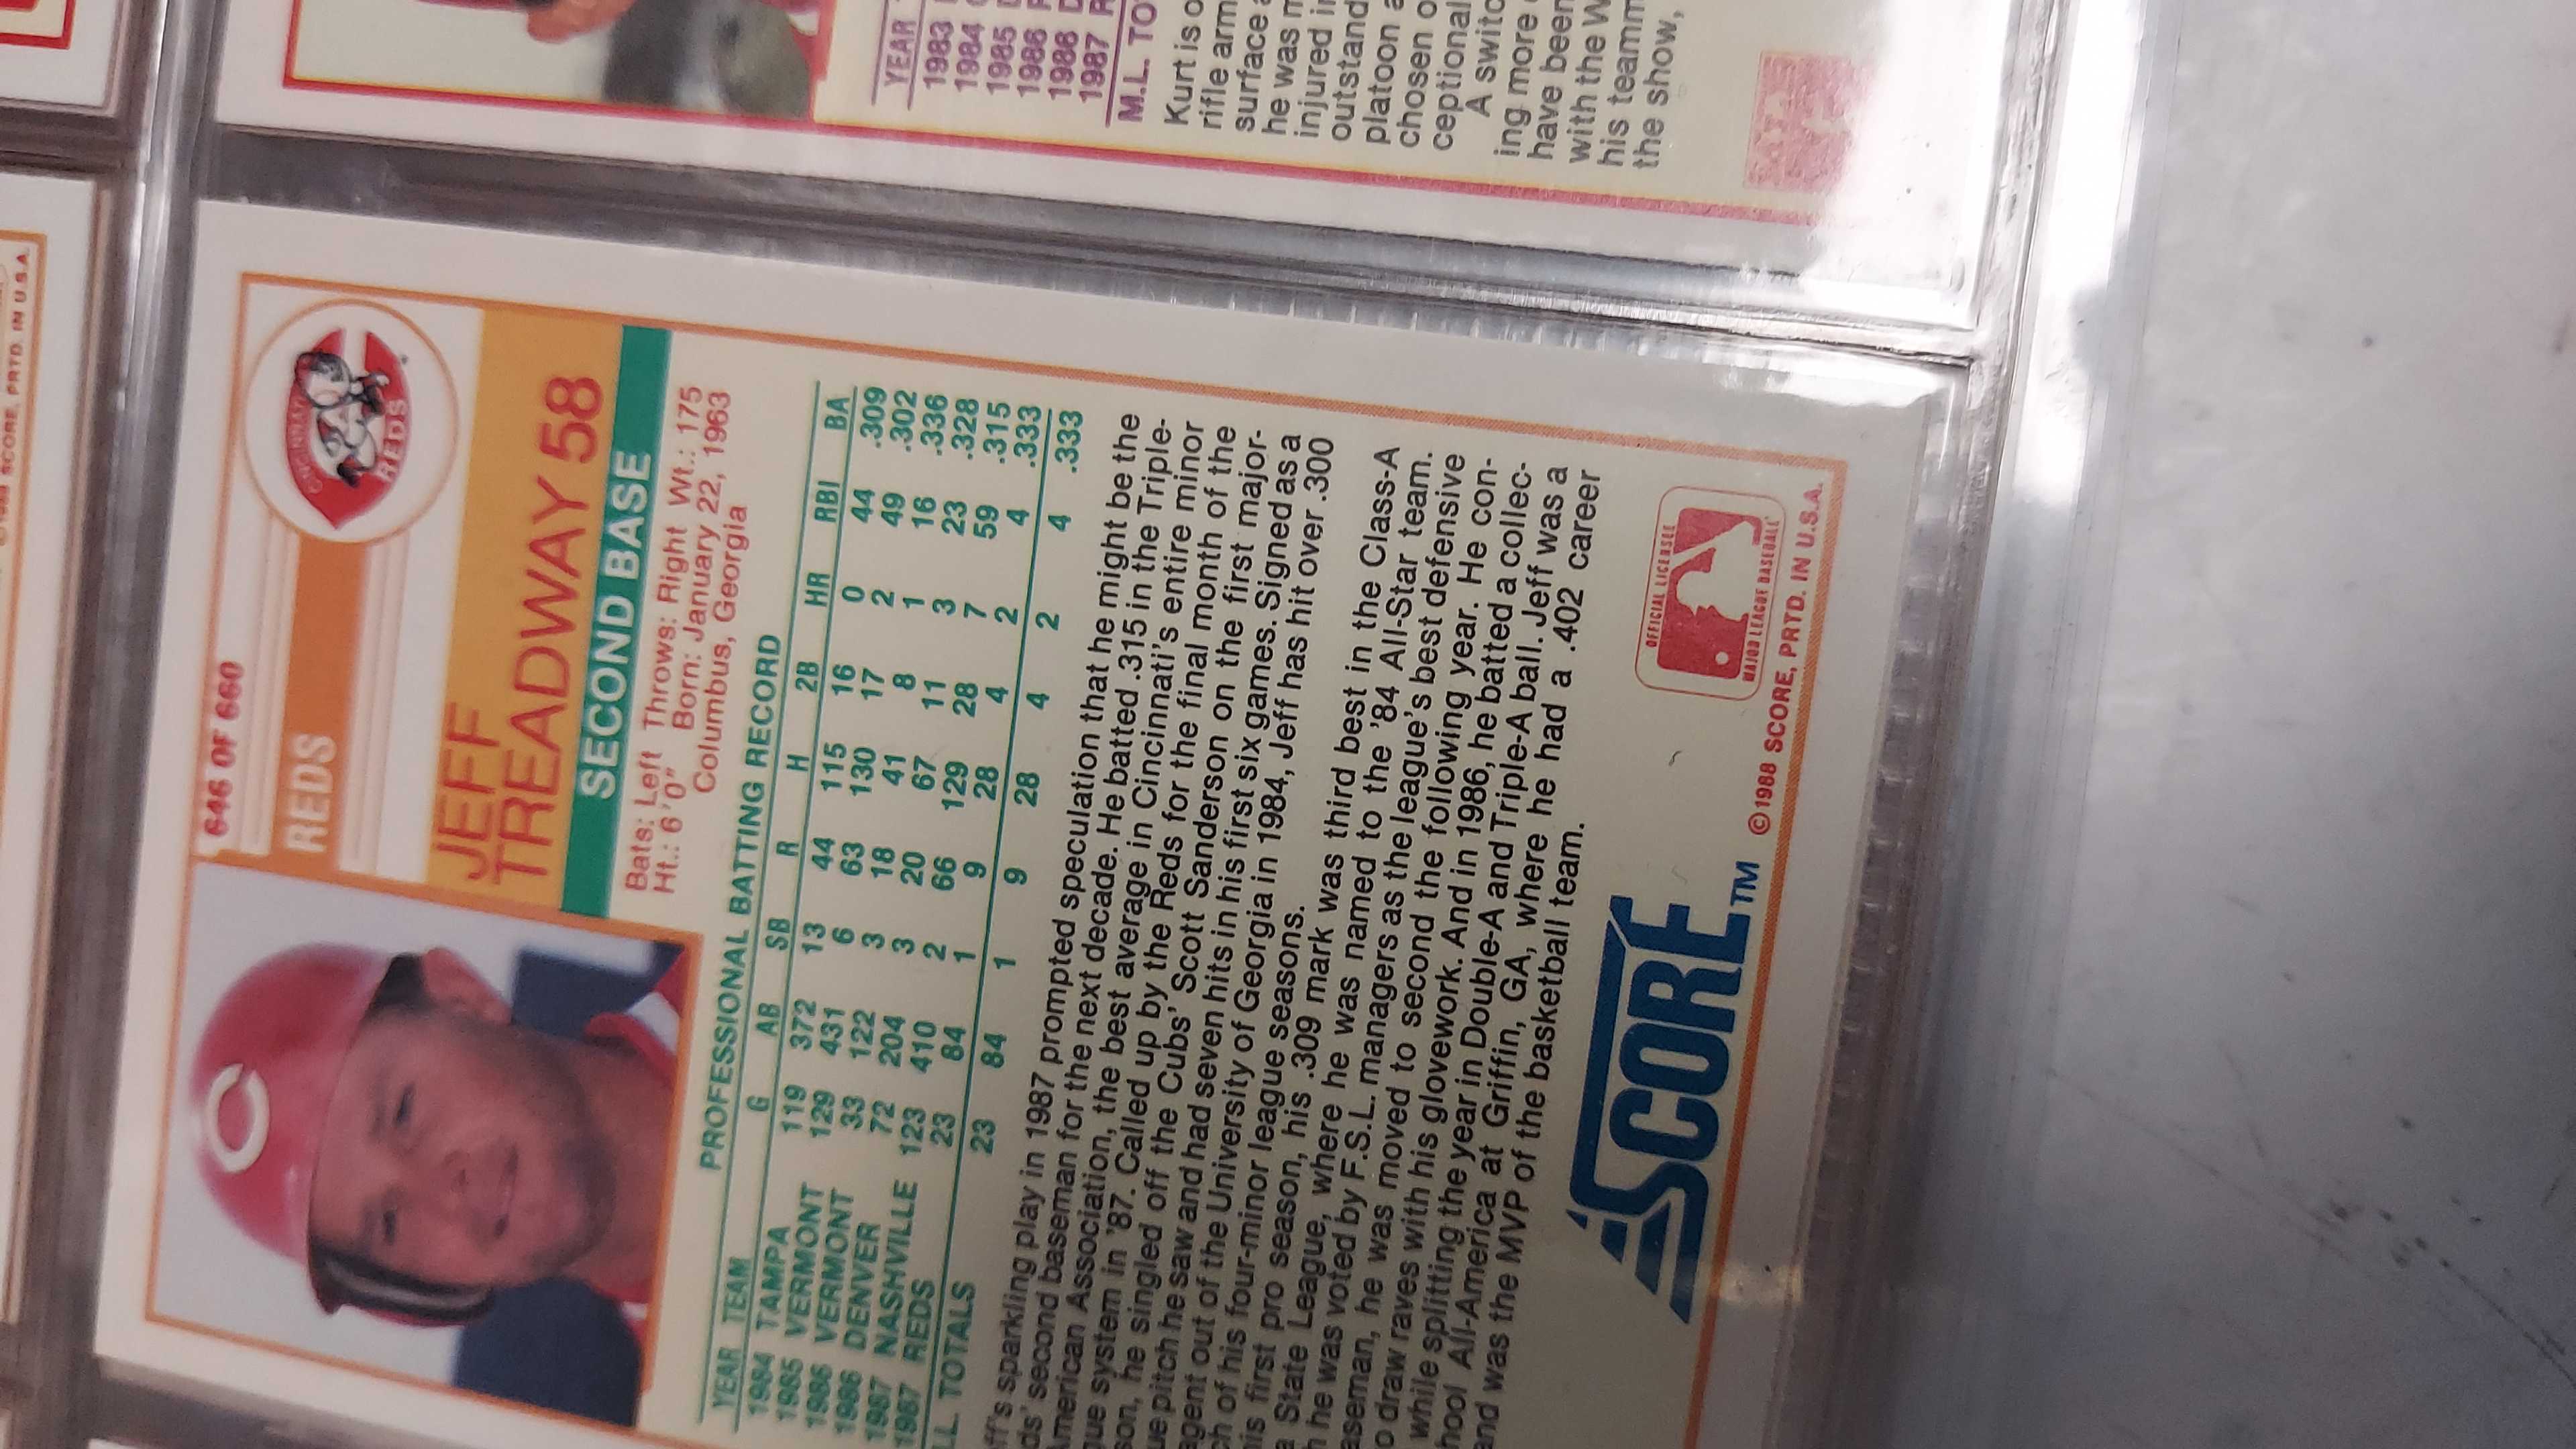 646 OF 660
REDS
JEFF
TREADWAY 58
SECOND BASE
Bats: Left Throws: Right Wt.: 175
Ht.: 6'0" Born: January 22, 1963
Columbus, Georgia
PROFESSIONAL BATTING RECORD
YEAR TEAM G AB SB R H 2B HR RBI BA
1984 TAMPA 119 372 13 44 115 16 0 44 .309
1985 VERMONT 129 431 6 63 130 17 2 49 .302
1986 VERMONT 33 122 3 18 41 8 1 16 .336
1986 DENVER 72 204 3 20 67 11 3 23 .328
1987 NASHVILLE 123 410 2 66 129 28 7 59 .315
1987 REDS 23 84 1 9 28 4 2 4 .333
TOTALS 23 84 1 9 28 4 2 4 .333
sparkling play in 1987 prompted speculation that he might be the
second baseman for the next decade. He batted .315 in the Triple-
American Association, the best average in Cincinnati's entire minor
system in '87. Called up by the Reds for the final month of the
he singled off the Cubs' Scott Sanderson on the first major-
pitch he saw and had seven hits in his first six games. Signed as a
agent out of the University of Georgia in 1984, Jeff has hit over .300
of his four-minor league seasons.
his first pro season, his .309 mark was third best in the Class-A
State League, where he was named to the '84 All-Star team.
he was voted by F.S.L. managers as the league's best defensive
he was moved to second the following year. He con-
draw raves with his glovework. And in 1986, he batted a collec-
while splitting the year in Double-A and Triple-A ball. Jeff was a
All-America at Griffin, GA, where he had a .402 career
and was the MVP of the basketball team.
SCORE™
©1988 SCORE, PRTD. IN U.S.A.
OFFICIAL LICENSEE
MAJOR LEAGUE BASEBALL
YEAR
1983
1984
1985
1986
1986
1987
M.L.
Kurt is
rifle arm
surface
he was
injured
outstand
platoon
chosen
ceptional
A
ing more
have been
with the
his
the show,
SCORE, PRTD. IN U.S.A.